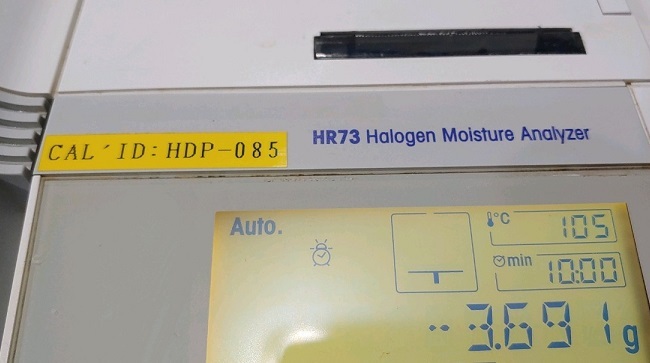 CAL'ID:HDP-085
HR73 Halogen Moisture Analyzer
Auto.
°C 105
min 10:00
--3.691 g